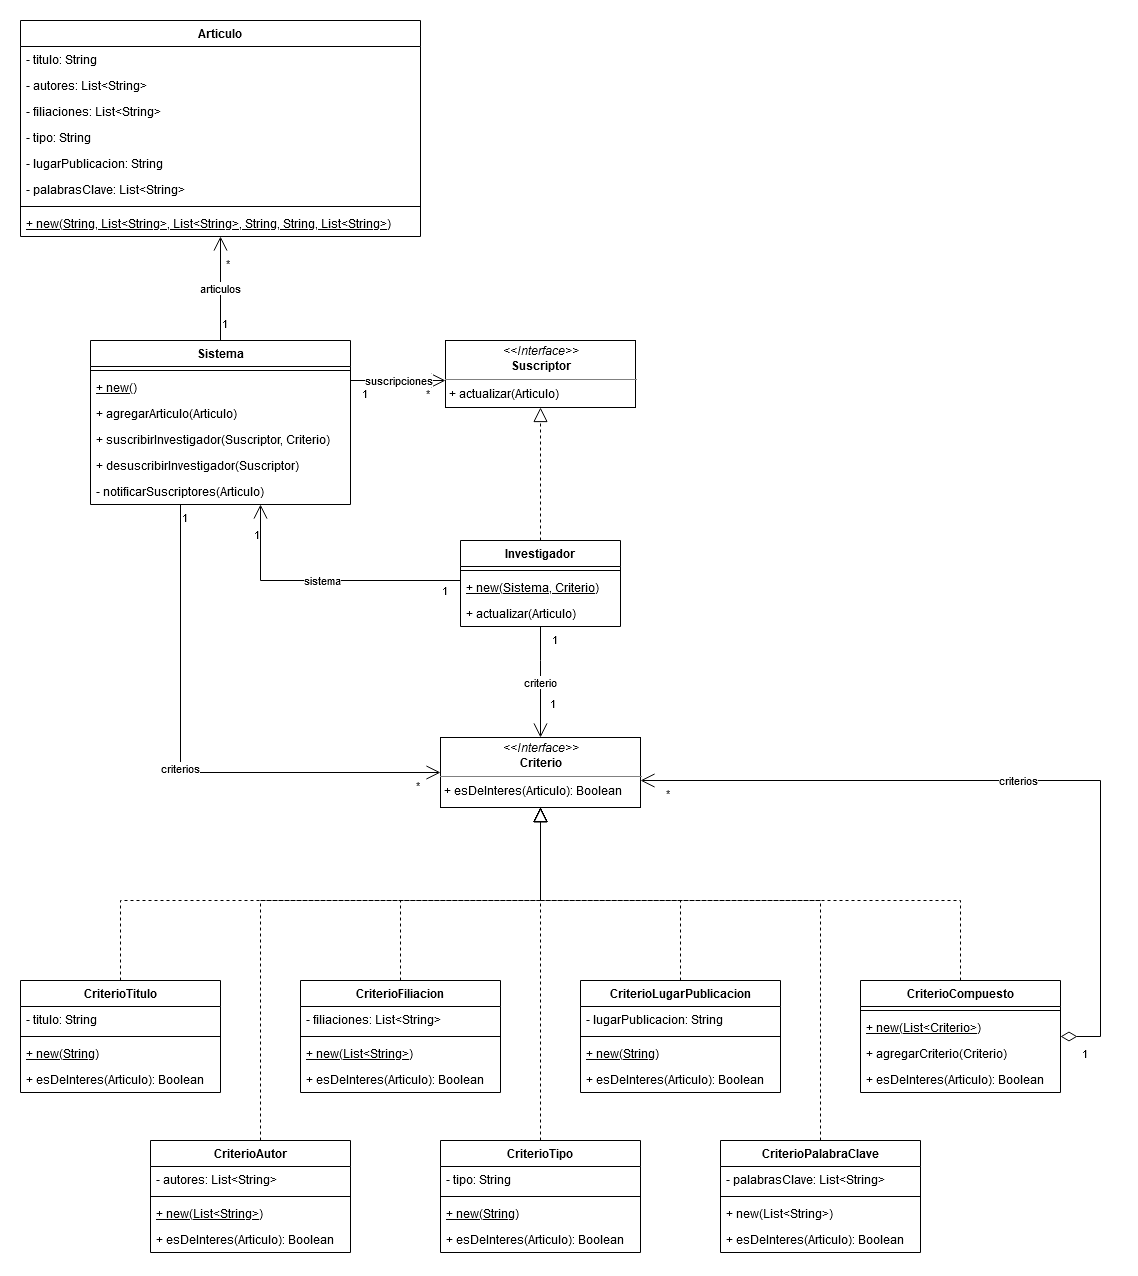 Articulo
- titulo: String
- autores: List<String>
- filiaciones: List<String>
- tipo: String
- lugarPublicacion: String
- palabrasClave: List<String>
+ new(String, List<String>, List<String>, String, String, List<String>)
*
articulos
1
Sistema
+ new()
+ agregarArticulo(Articulo)
+ suscribirInvestigador(Suscriptor, Criterio)
+ desuscribirInvestigador(Suscriptor)
- notificarSuscriptores(Articulo)
suscripciones
1
*
<<Interface>>
Suscriptor
+ actualizar(Articulo)
1
1
sistema
1
Investigador
+ new(Sistema, Criterio)
+ actualizar(Articulo)
1
criterio
1
criterios
*
<<Interface>>
Criterio
+ esDeInteres(Articulo): Boolean
criterios
*
CriterioTitulo
- titulo: String
+ new(String)
+ esDeInteres(Articulo): Boolean
CriterioFiliacion
- filiaciones: List<String>
+ new(List<String>)
+ esDeInteres(Articulo): Boolean
CriterioLugarPublicacion
- lugarPublicacion: String
+ new(String)
+ esDeInteres(Articulo): Boolean
CriterioCompuesto
+ new(List<Criterio>)
+ agregarCriterio(Criterio)
+ esDeInteres(Articulo): Boolean
1
CriterioAutor
- autores: List<String>
+ new(List<String>)
+ esDeInteres(Articulo): Boolean
CriterioTipo
- tipo: String
+ new(String)
+ esDeInteres(Articulo): Boolean
CriterioPalabraClave
- palabrasClave: List<String>
+ new(List<String>)
+ esDeInteres(Articulo): Boolean